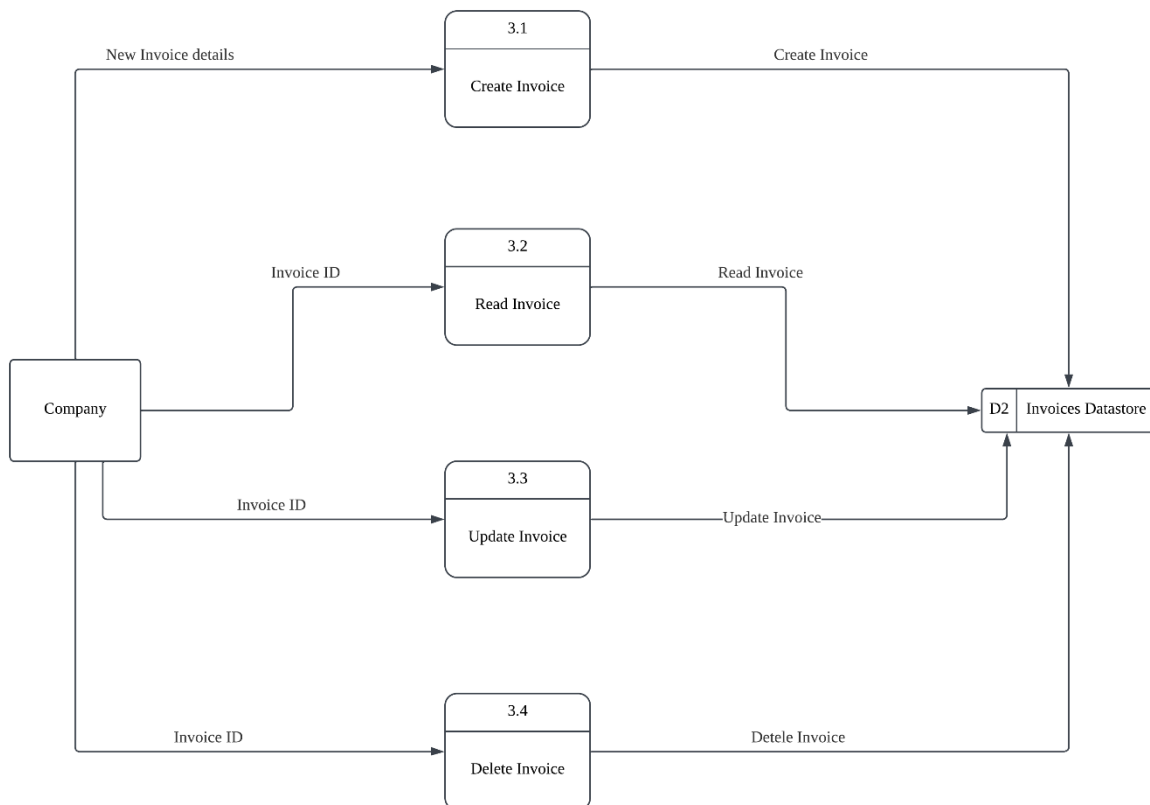 3.1
New Invoice details
Create Invoice
Create Invoice
3.2
Invoice ID
Read Invoice
Read Invoice
Company
D2
Invoices Datastore
3.3
Invoice ID
Update Invoice
Update Invoice
3.4
Invoice ID
Detele Invoice
Delete Invoice